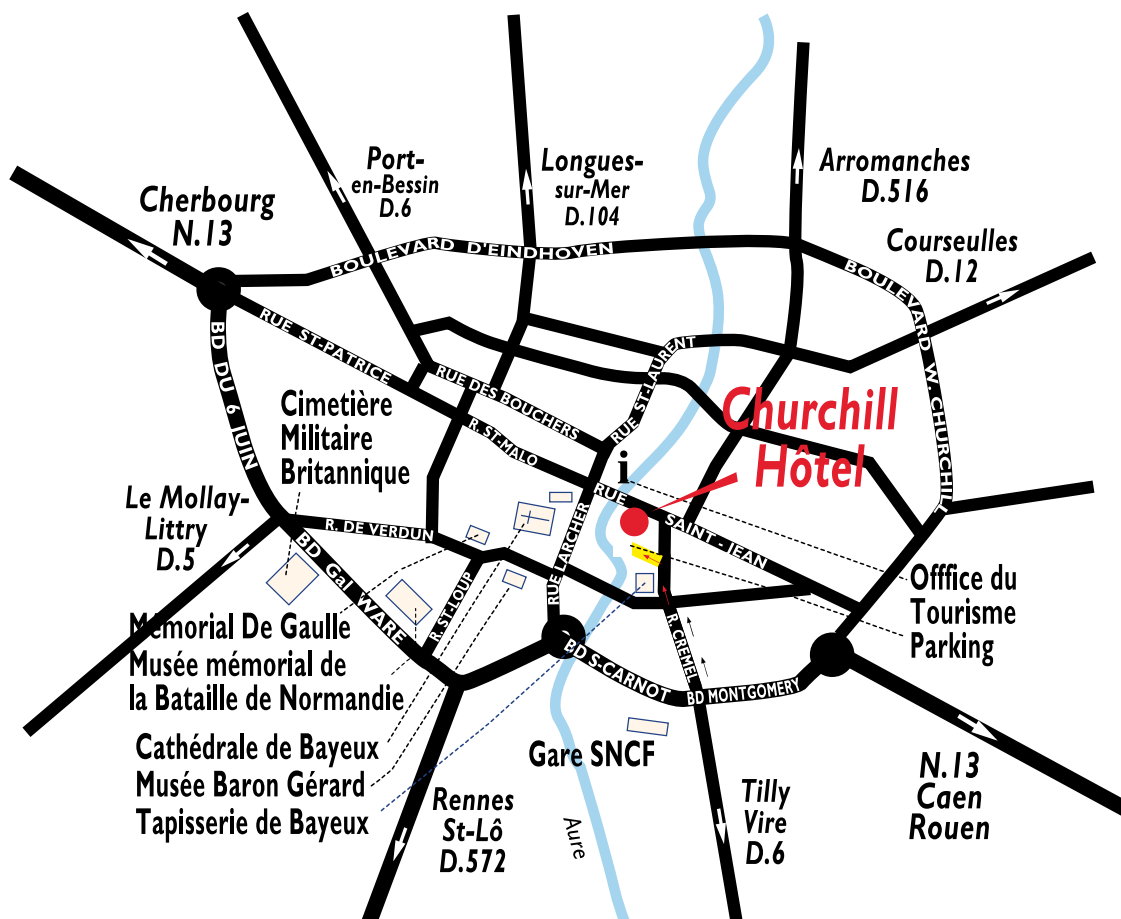 Port-
en-Bessin
D.6
Longues-
sur-Mer
D.104
Arromanches
D.516
Cherbourg
N.13
Courseulles
D.12
BOULEVARD D'EINDHOVEN
BOULEVARD W. CHURCHILL
BD DU 6 JUIN
RUE ST-PATRICE
RUE DES BOUCHERS
R. ST-MALO
RUE ST-LAURENT
Churchill
Hôtel
i
RUE SAINT-JEAN
Cimetière
Militaire
Britannique
Le Mollay-
Littry
D.5
R. DE VERDUN
RUE LARCHER
BD Gal WARE
R. ST-LOUP
R. CREMEL
BD S-CARNOT
BD MONTGOMERY
Offfice du
Tourisme
Parking
Mémorial De Gaulle
Musée mémorial de
la Bataille de Normandie
Cathédrale de Bayeux
Musée Baron Gérard
Tapisserie de Bayeux
Gare SNCF
Aure
Rennes
St-Lô
D.572
Tilly
Vire
D.6
N.13
Caen
Rouen